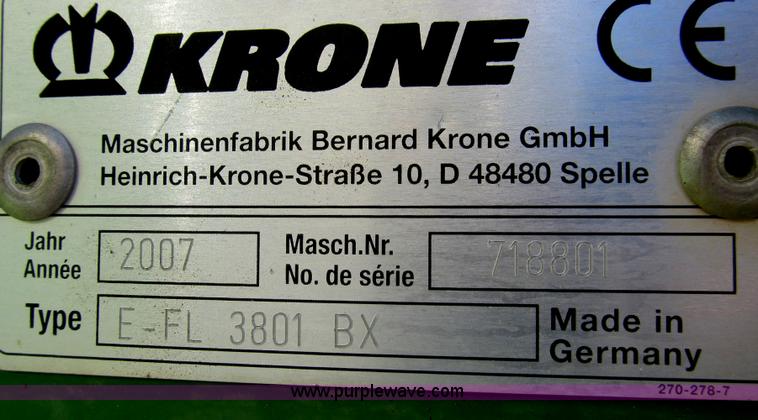 KRONE CE
Maschinenfabrik Bernard Krone GmbH
Heinrich-Krone-Straße 10, D 48480 Spelle
Jahr 2007 Masch.Nr. 718801
Année No. de série
Type E-FL 3801 BX Made in
Germany
www.purplewave.com 270-278-7